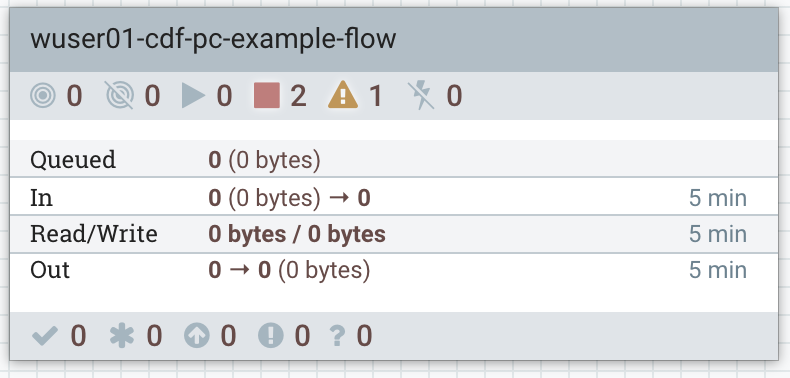 wuser01-cdf-pc-example-flow
0 0 0 2 1 0
Queued 0 (0 bytes)
In 0 (0 bytes) → 0 5 min
Read/Write 0 bytes / 0 bytes 5 min
Out 0 → 0 (0 bytes) 5 min
0 0 0 0 ? 0